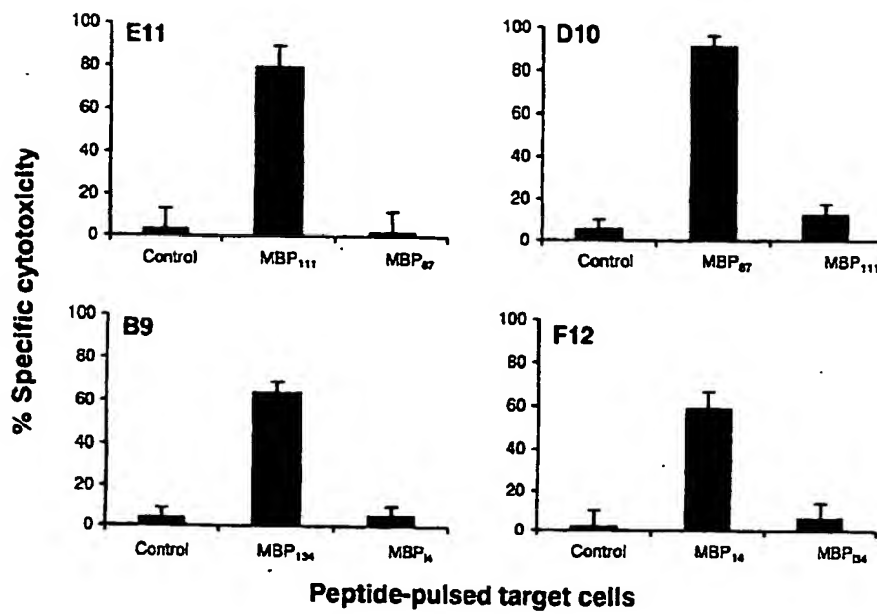 % Specific cytotoxicity
E11
80
60
40
20
0
Control MBP111 MBP87
D10
100
80
60
40
20
0
Control MBP87 MBP111
B9
100
80
60
40
20
0
Control MBP134 MBP14
F12
100
80
60
40
20
0
Control MBP14 MBP134
Peptide-pulsed target cells